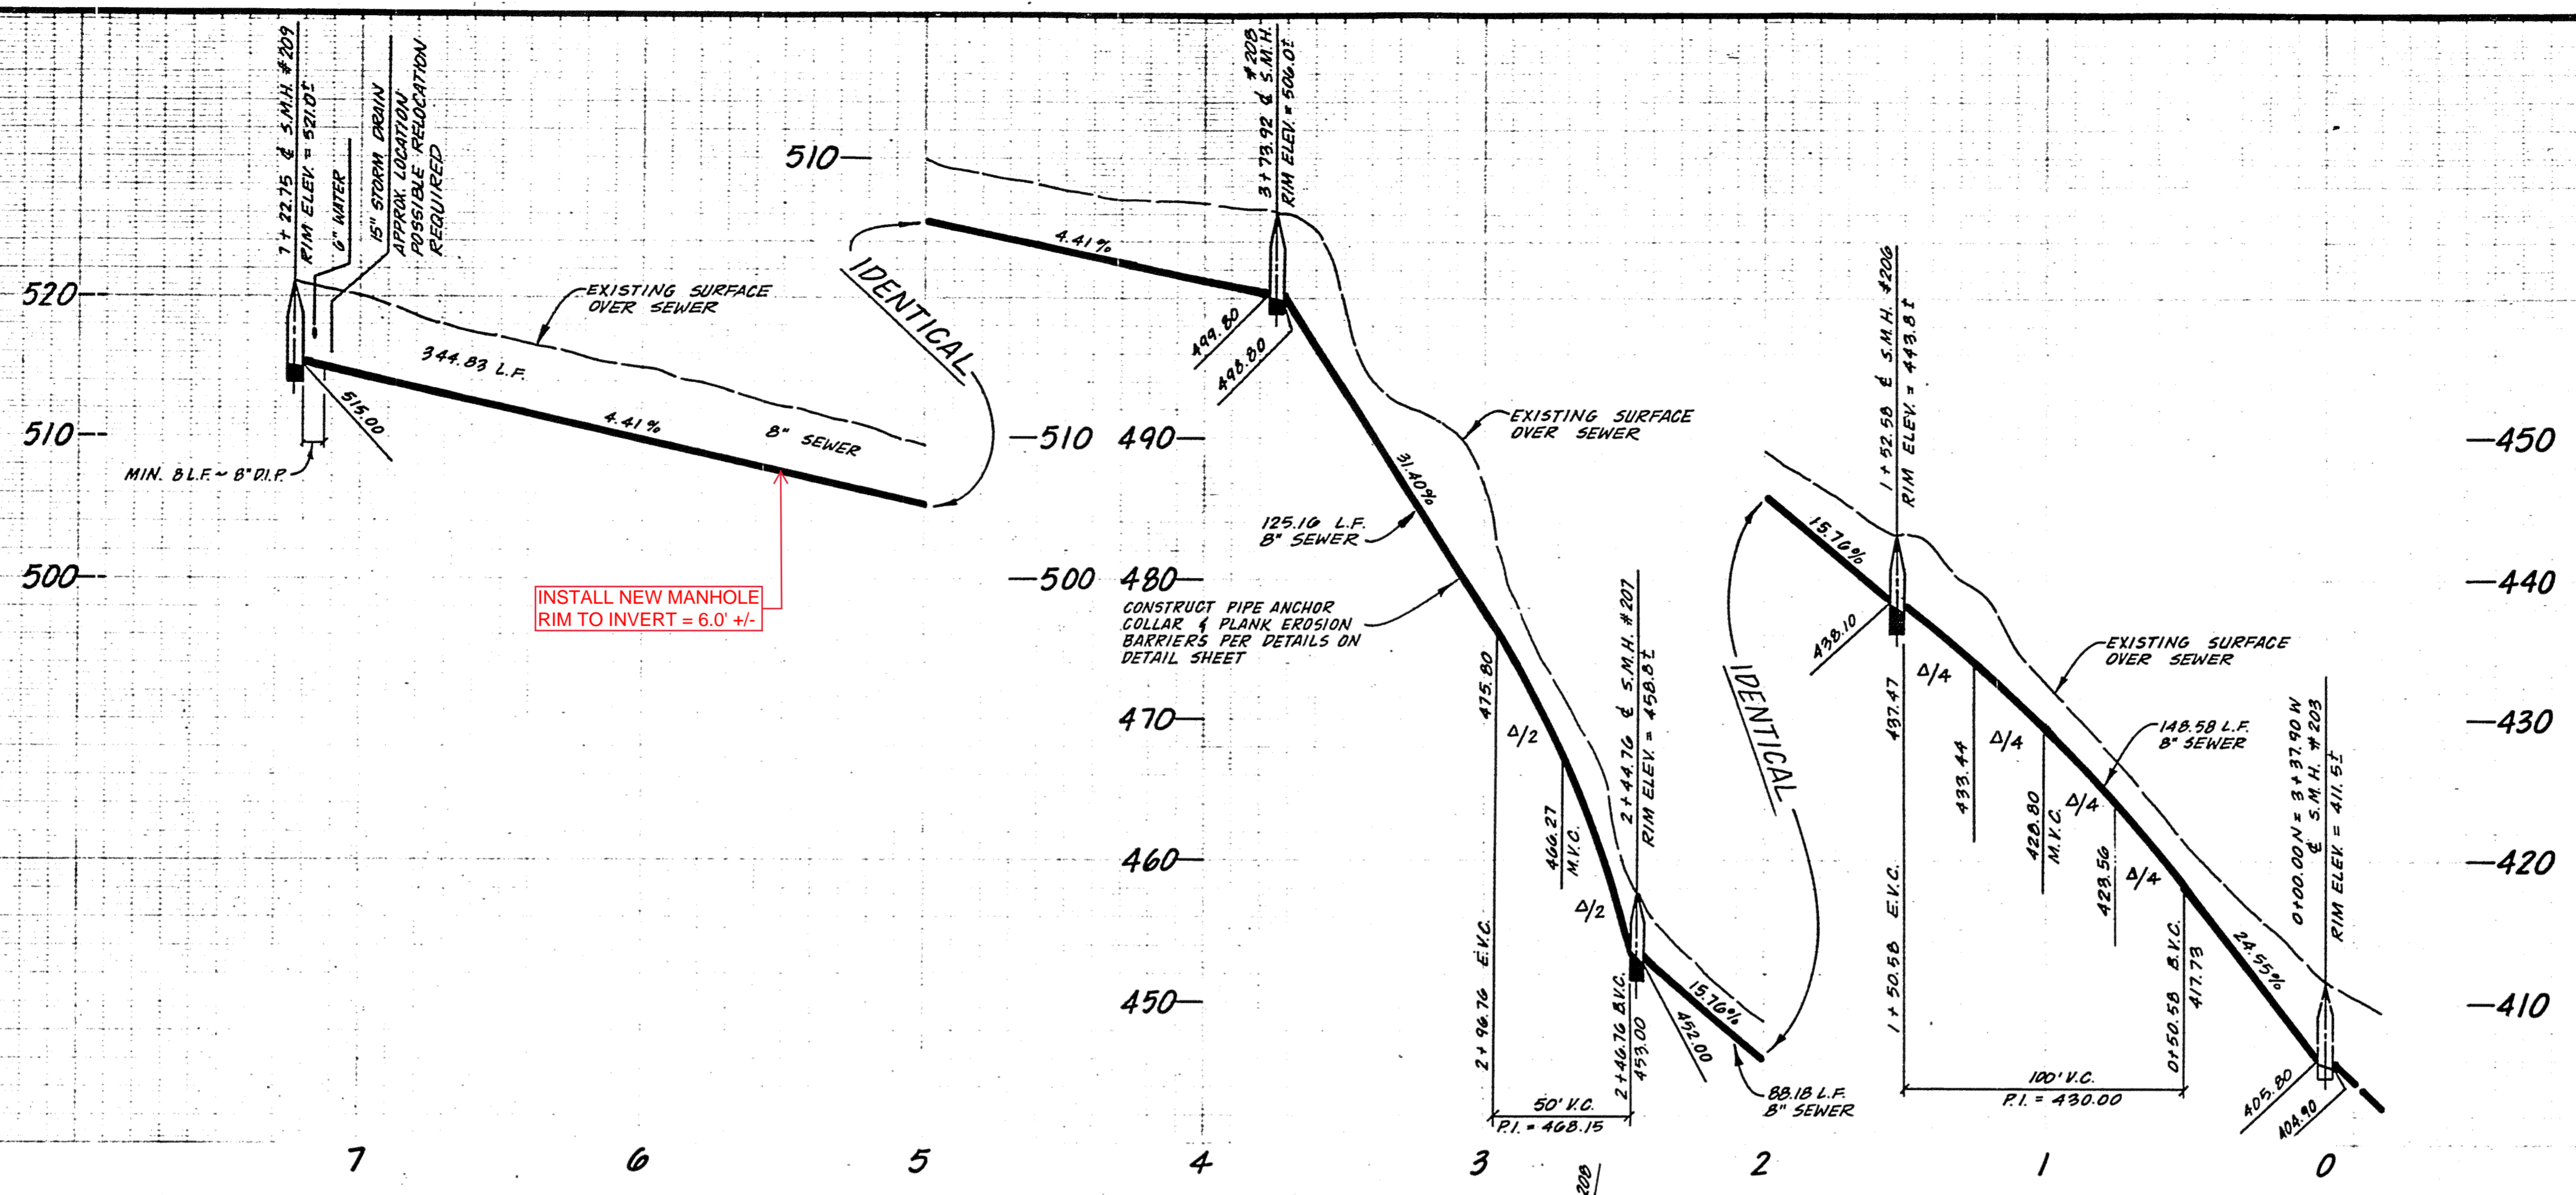 7+22.75 ℄ S.M.H. #209
RIM ELEV. = 521.0±
6" WATER
15" STORM DRAIN
APPROX. LOCATION
POSSIBLE RELOCATION
REQUIRED
520
510
500
EXISTING SURFACE
OVER SEWER
344.83 L.F.
4.41%
8" SEWER
515.00
MIN. 8 L.F. ~ 8" D.I.P.
INSTALL NEW MANHOLE
RIM TO INVERT = 6.0' +/-
IDENTICAL
510
510
500
490
480
470
460
450
3+73.92 ℄ S.M.H. #208
RIM ELEV. = 506.0±
4.41%
499.80
498.80
EXISTING SURFACE
OVER SEWER
31.40%
125.16 L.F.
8" SEWER
CONSTRUCT PIPE ANCHOR
COLLAR & PLANK EROSION
BARRIERS PER DETAILS ON
DETAIL SHEET
475.80
2+96.76 E.V.C.
Δ/2
466.27
M.V.C.
Δ/2
2+44.76 ℄ S.M.H. #207
RIM ELEV. = 458.8±
2+46.76 B.V.C.
453.00
452.00
50' V.C.
P.I. = 468.15
15.76%
88.18 L.F.
8" SEWER
IDENTICAL
15.76%
1+52.58 ℄ S.M.H. #206
RIM ELEV. = 443.8±
438.10
437.47
1+50.58 E.V.C.
Δ/4
433.44
Δ/4
428.80
M.V.C.
Δ/4
423.56
Δ/4
0+50.58 B.V.C.
417.73
100' V.C.
P.I. = 430.00
EXISTING SURFACE
OVER SEWER
148.58 L.F.
8" SEWER
24.55%
0+00.00 N = 3+37.90 W
℄ S.M.H. #203
RIM ELEV. = 411.5±
405.80
404.90
450
440
430
420
410
7
6
5
4
3
2
1
0
208